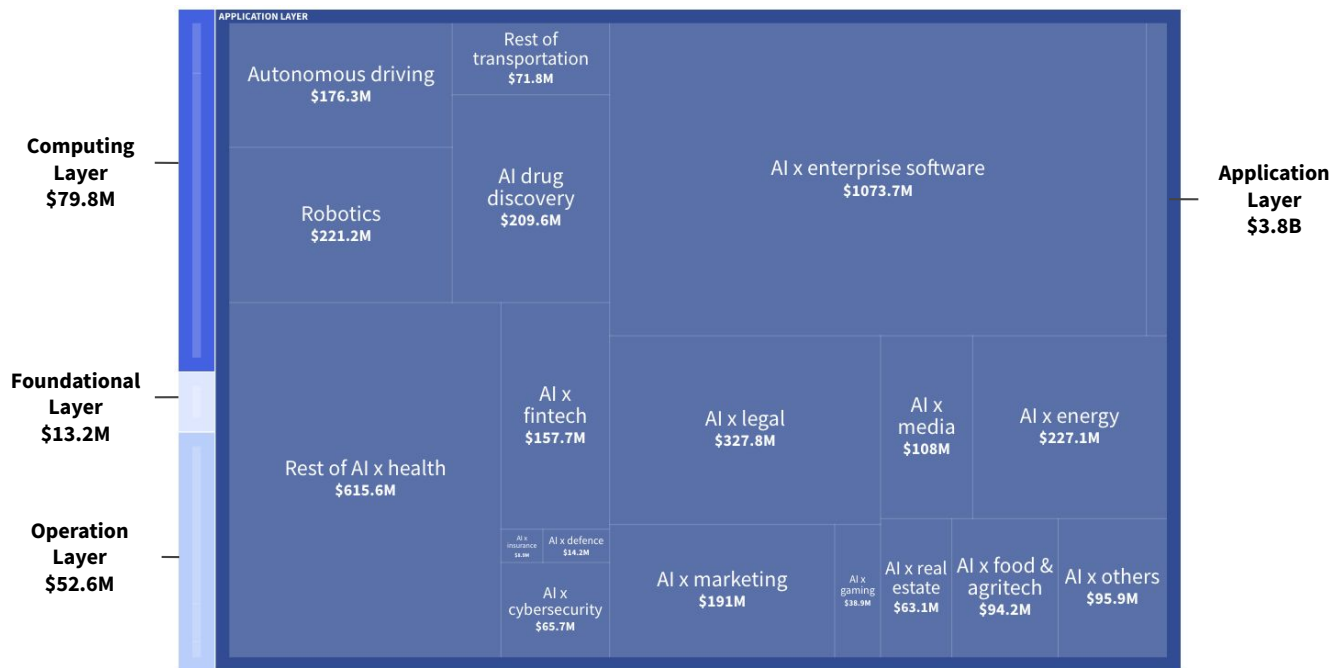 APPLICATION LAYER
Computing
Layer
$79.8M
Foundational
Layer
$13.2M
Operation
Layer
$52.6M
Autonomous driving
$176.3M
Rest of
transportation
$71.8M
Robotics
$221.2M
AI drug
discovery
$209.6M
AI x enterprise software
$1073.7M
Rest of AI x health
$615.6M
AI x
fintech
$157.7M
AI x
insurance
AI x defence
$14.2M
AI x
cybersecurity
$65.7M
AI x legal
$327.8M
AI x
media
$108M
AI x energy
$227.1M
AI x marketing
$191M
AI x
gaming
$38.9M
AI x real
estate
$63.1M
AI x food &
agritech
$94.2M
AI x others
$95.9M
Application
Layer
$3.8B